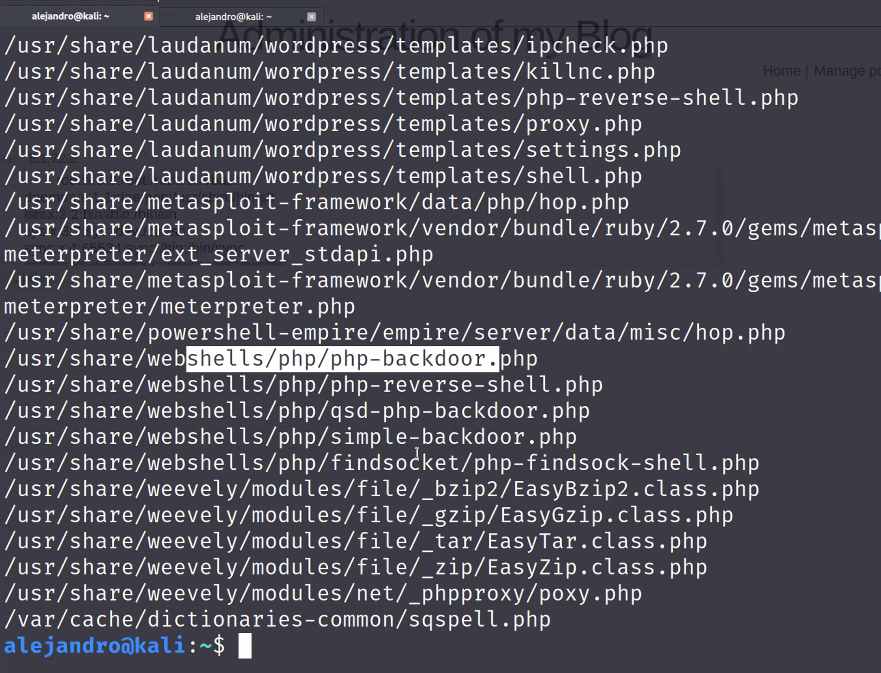 alejandro@kali: ~
alejandro@kali: ~
Administration of my Blog
Home | Manage po
/usr/share/laudanum/wordpress/templates/ipcheck.php
/usr/share/laudanum/wordpress/templates/killnc.php
/usr/share/laudanum/wordpress/templates/php-reverse-shell.php
/usr/share/laudanum/wordpress/templates/proxy.php
/usr/share/laudanum/wordpress/templates/settings.php
/usr/share/laudanum/wordpress/templates/shell.php
/usr/share/metasploit-framework/data/php/hop.php
/usr/share/metasploit-framework/vendor/bundle/ruby/2.7.0/gems/metasp
meterpreter/ext_server_stdapi.php
/usr/share/metasploit-framework/vendor/bundle/ruby/2.7.0/gems/metasp
meterpreter/meterpreter.php
/usr/share/powershell-empire/empire/server/data/misc/hop.php
/usr/share/webshells/php/php-backdoor.php
/usr/share/webshells/php/php-reverse-shell.php
/usr/share/webshells/php/qsd-php-backdoor.php
/usr/share/webshells/php/simple-backdoor.php
/usr/share/webshells/php/findsocket/php-findsock-shell.php
/usr/share/weevely/modules/file/_bzip2/EasyBzip2.class.php
/usr/share/weevely/modules/file/_gzip/EasyGzip.class.php
/usr/share/weevely/modules/file/_tar/EasyTar.class.php
/usr/share/weevely/modules/file/_zip/EasyZip.class.php
/usr/share/weevely/modules/net/_phpproxy/poxy.php
/var/cache/dictionaries-common/sqspell.php
alejandro@kali:~$